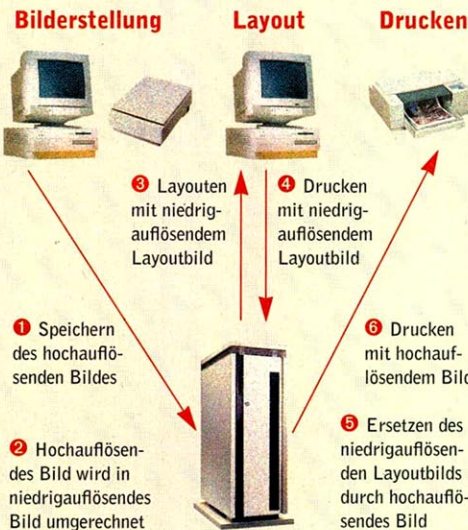 Bilderstellung
Layout
Drucken
❸ Layouten
mit niedrig-
auflösendem
Layoutbild
❹ Drucken
mit niedrig-
auflösendem
Layoutbild
❶ Speichern
des hochauflö-
senden Bildes
❷ Hochauflösen-
des Bild wird in
niedrigauflösendes
Bild umgerechnet
❻ Drucken
mit hochauf-
lösendem Bild
❺ Ersetzen des
niedrigauflösen-
den Layoutbilds
durch hochauflö-
sendes Bild